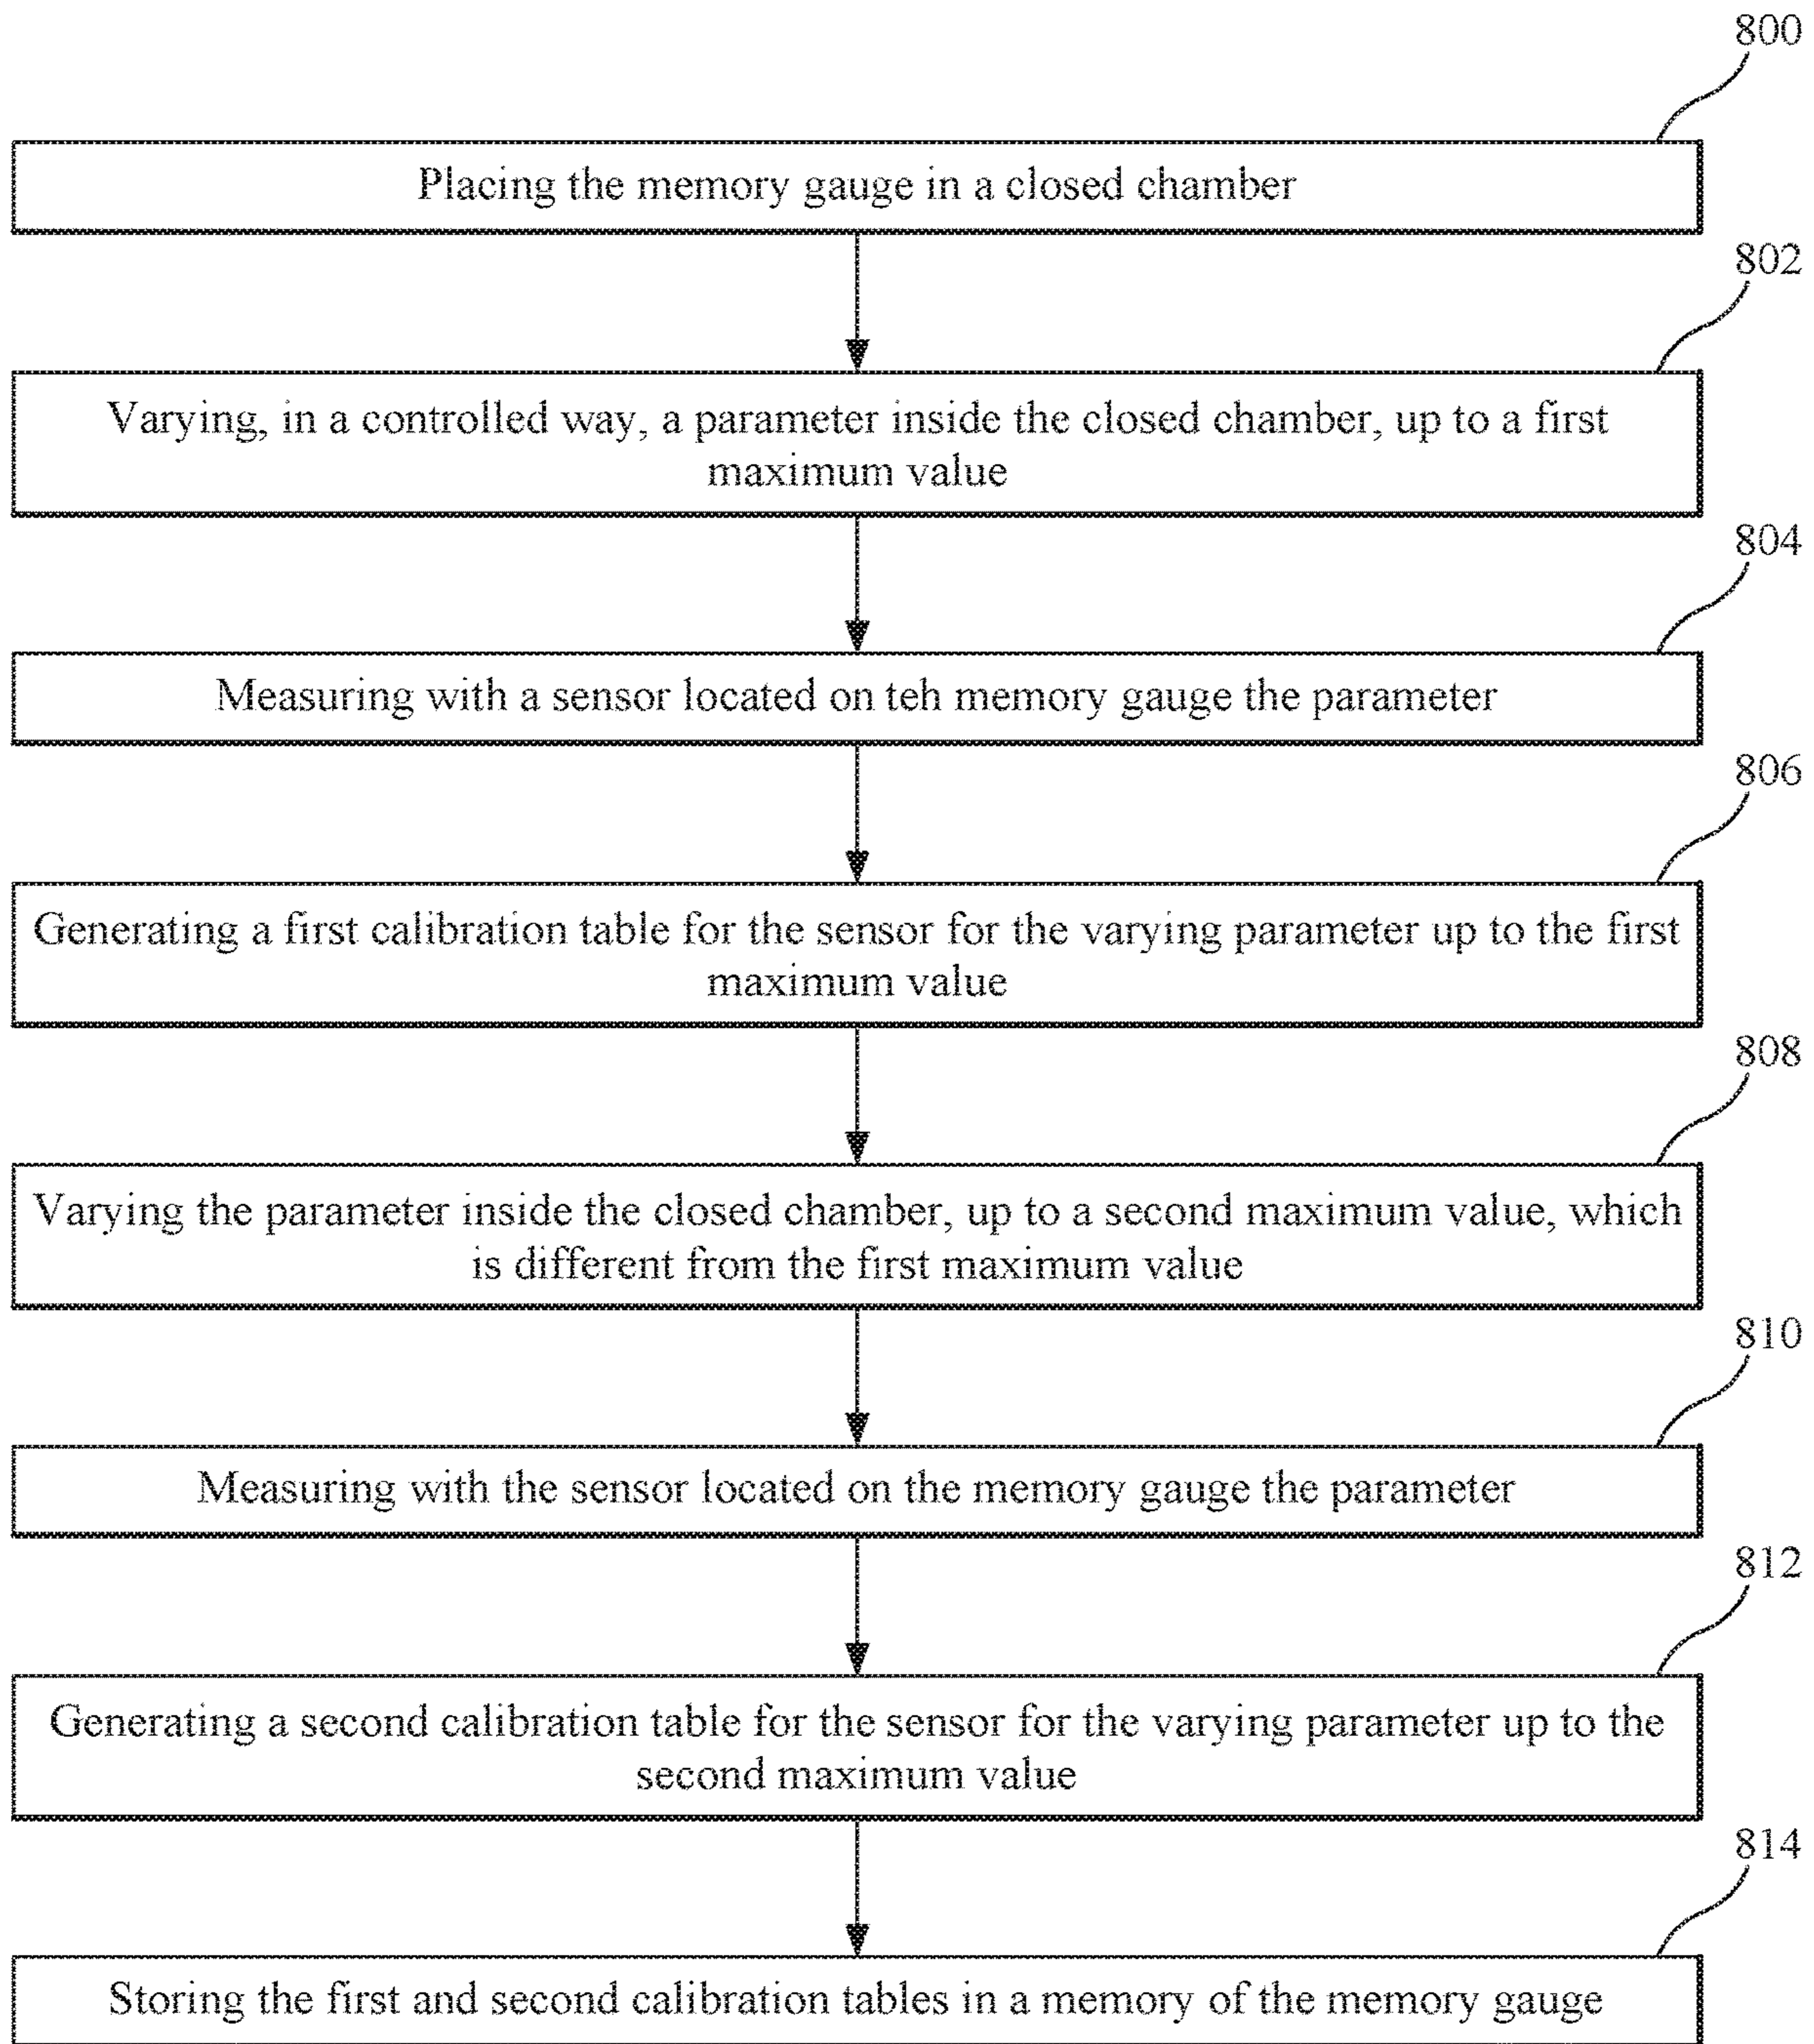 800
Placing the memory gauge in a closed chamber
802
Varying, in a controlled way, a parameter inside the closed chamber, up to a first
maximum value
804
Measuring with a sensor located on teh memory gauge the parameter
806
Generating a first calibration table for the sensor for the varying parameter up to the first
maximum value
808
Varying the parameter inside the closed chamber, up to a second maximum value, which
is different from the first maximum value
810
Measuring with the sensor located on the memory gauge the parameter
812
Generating a second calibration table for the sensor for the varying parameter up to the
second maximum value
814
Storing the first and second calibration tables in a memory of the memory gauge